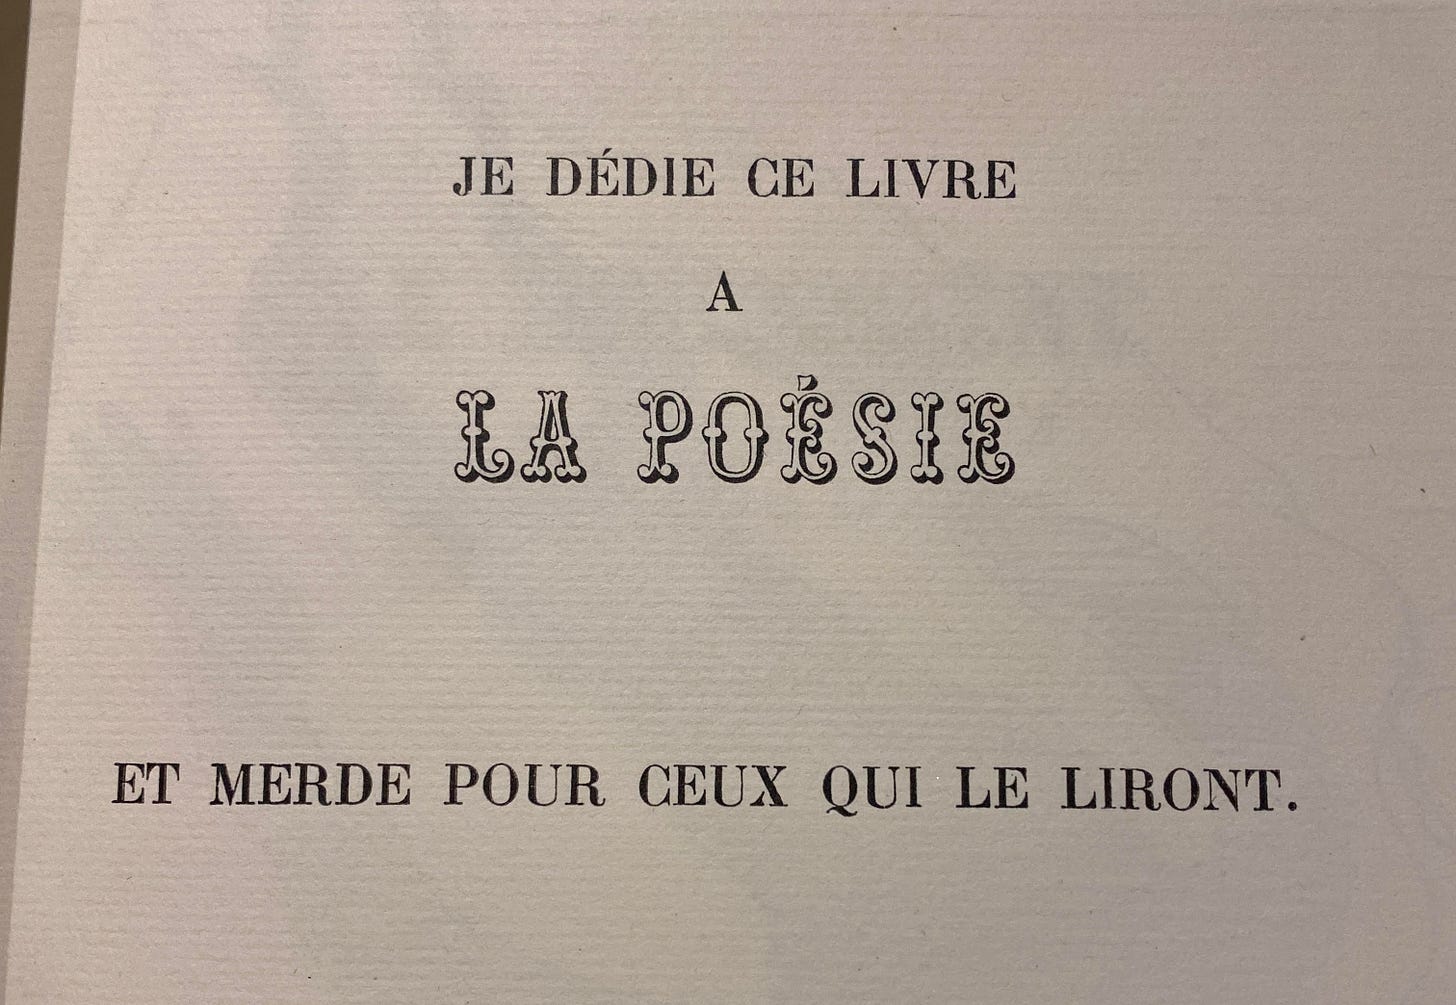 JE DÉDIE CE LIVRE
A
LA POÉSIE
ET MERDE POUR CEUX QUI LE LIRONT.